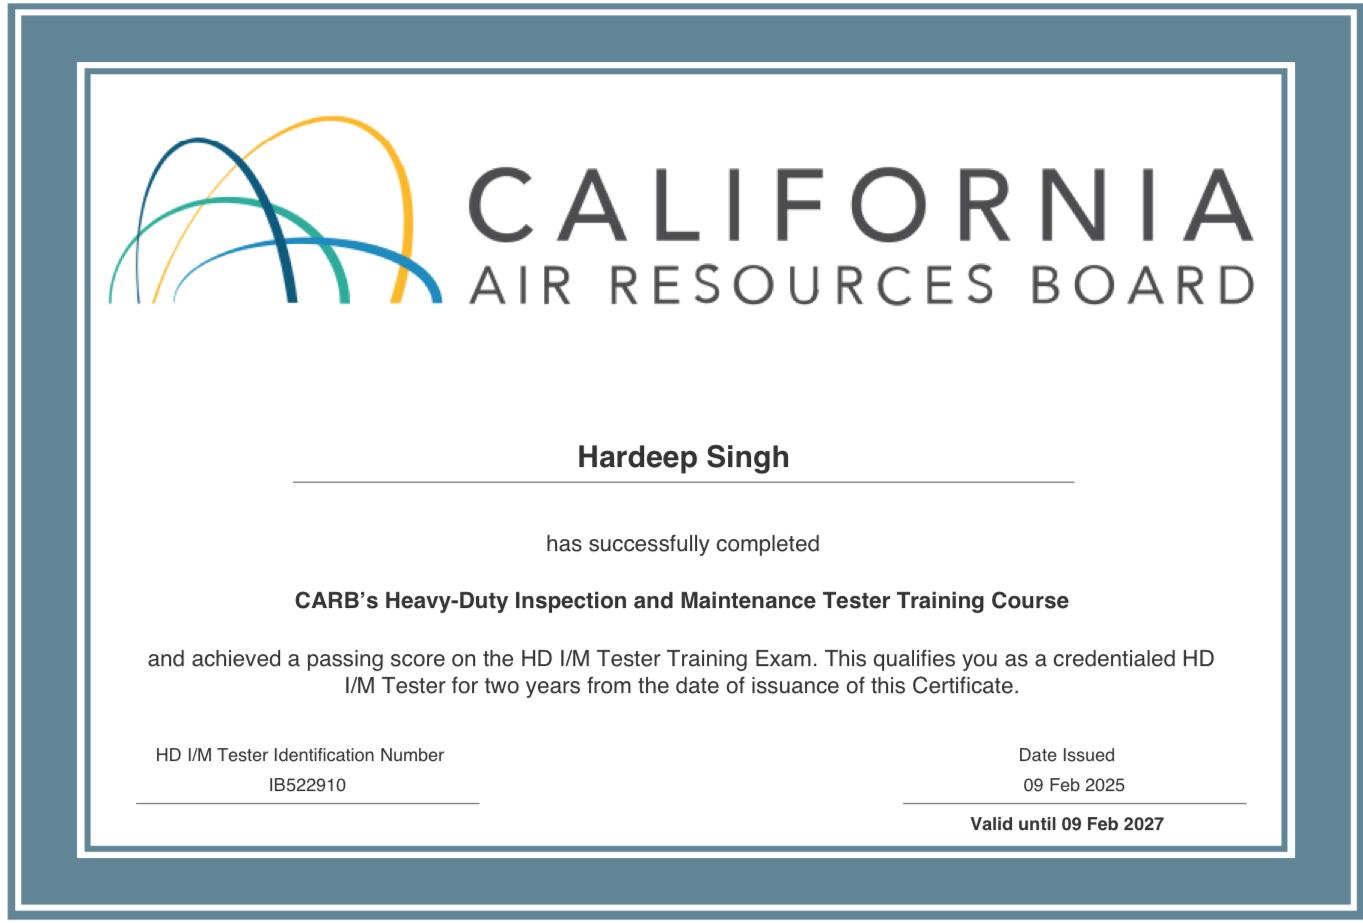 CALIFORNIA
AIR RESOURCES BOARD
Hardeep Singh
has successfully completed
CARB’s Heavy-Duty Inspection and Maintenance Tester Training Course
and achieved a passing score on the HD I/M Tester Training Exam. This qualifies you as a credentialed HD
I/M Tester for two years from the date of issuance of this Certificate.
HD I/M Tester Identification Number
IB522910
Date Issued
09 Feb 2025
Valid until 09 Feb 2027